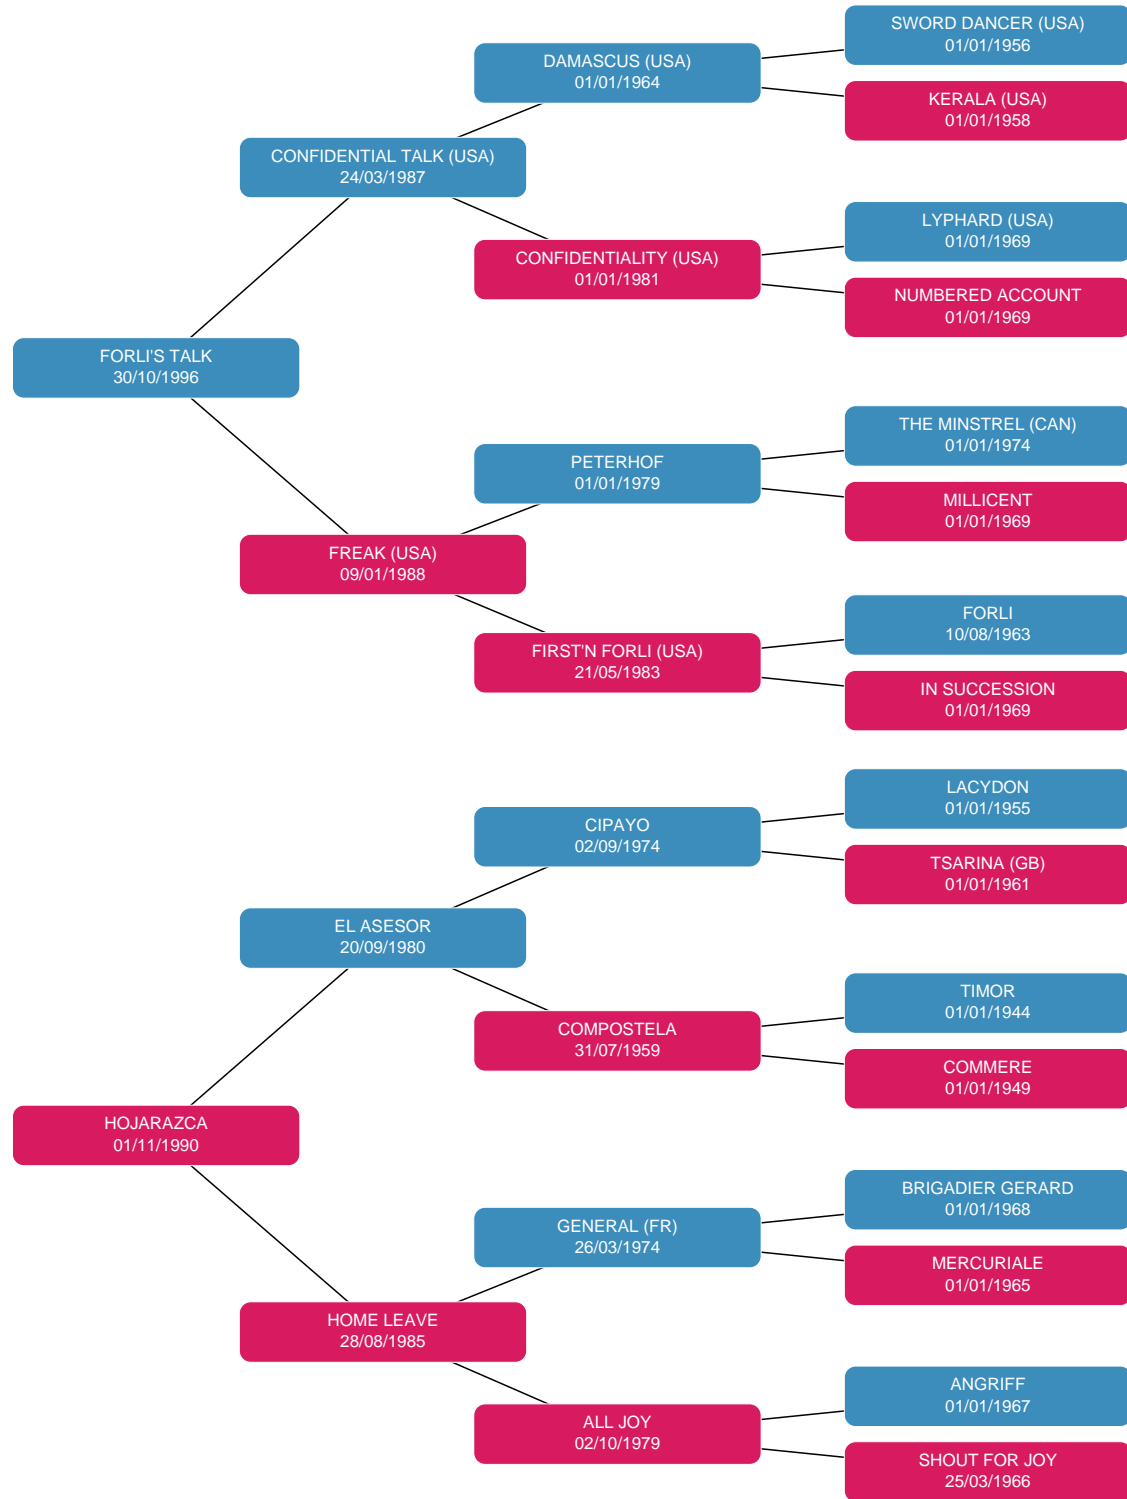 SWORD DANCER (USA)
01/01/1956
DAMASCUS (USA)
01/01/1964
KERALA (USA)
01/01/1958
CONFIDENTIAL TALK (USA)
24/03/1987
LYPHARD (USA)
01/01/1969
CONFIDENTIALITY (USA)
01/01/1981
NUMBERED ACCOUNT
01/01/1969
FORLI'S TALK
30/10/1996
THE MINSTREL (CAN)
01/01/1974
PETERHOF
01/01/1979
MILLICENT
01/01/1969
FREAK (USA)
09/01/1988
FORLI
10/08/1963
FIRST'N FORLI (USA)
21/05/1983
IN SUCCESSION
01/01/1969
LACYDON
01/01/1955
CIPAYO
02/09/1974
TSARINA (GB)
01/01/1961
EL ASESOR
20/09/1980
TIMOR
01/01/1944
COMPOSTELA
31/07/1959
COMMERE
01/01/1949
HOJARAZCA
01/11/1990
BRIGADIER GERARD
01/01/1968
GENERAL (FR)
26/03/1974
MERCURIALE
01/01/1965
HOME LEAVE
28/08/1985
ANGRIFF
01/01/1967
ALL JOY
02/10/1979
SHOUT FOR JOY
25/03/1966